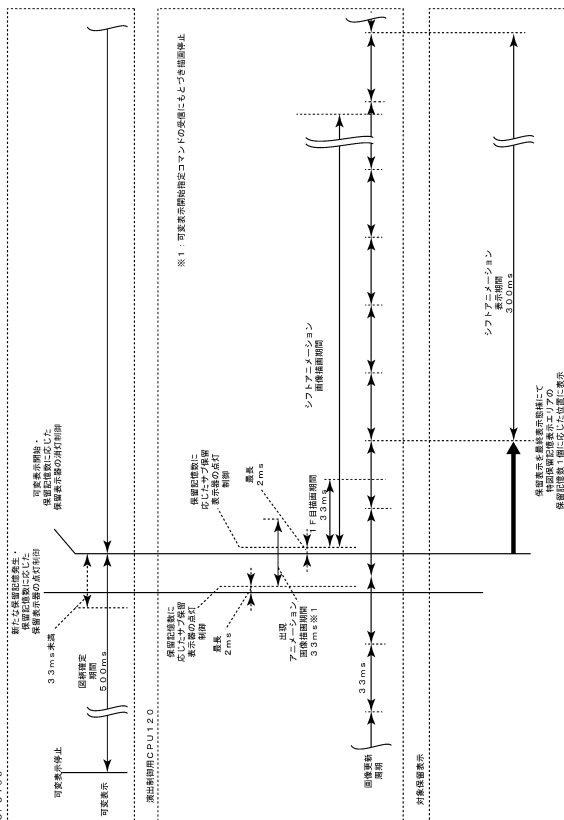 可変表示停止
可変表示
新たな保留記憶発生・
保留記憶数に応じた
保留表示器の点灯制御
33ms未満
図柄確定
期間
500ms
可変表示開始・
保留記憶数に応じた
保留表示器の消灯制御
演出制御用CPU120
※1:可変表示開始指定コマンドの受信にもとづき描画停止
保留記憶数に
応じたサブ保留
表示器の点灯
制御
最長
2ms
出現
アニメーション
画像描画期間
33ms※1
保留記憶数に
応じたサブ保留
表示器の点灯
制御
最長
2ms
1F目描画期間
33ms
シフトアニメーション
画像描画期間
画像更新
周期
33ms
対象保留表示
保留表示を最終表示態様にて
特図保留記憶表示エリアの
保留記憶数1個に応じた位置に表示
シフトアニメーション
表示期間
300ms